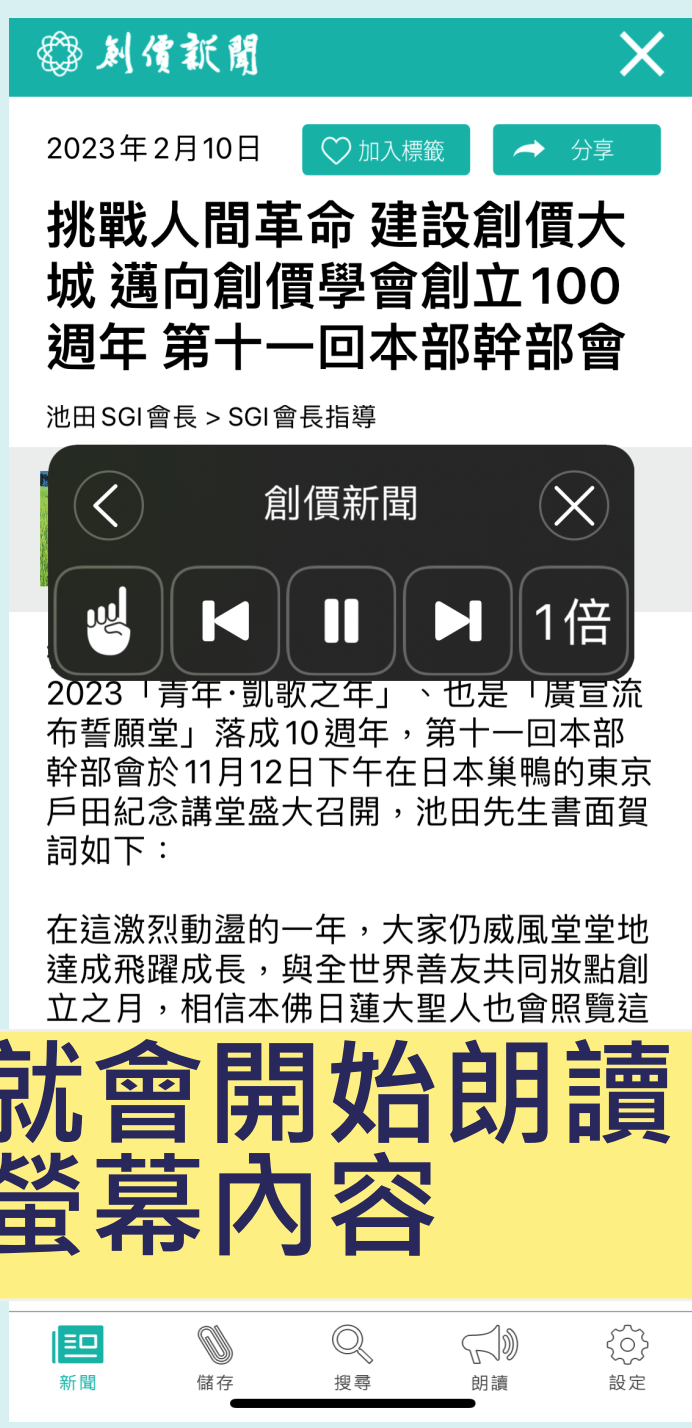 創價新聞
2023年2月10日
加入標籤
分享
挑戰人間革命 建設創價大
城 邁向創價學會創立100
週年 第十一回本部幹部會
池田SGI會長 > SGI會長指導
創價新聞
1倍
2023「青年·凱歌之年」、也是「廣宣流
布誓願堂」落成10週年，第十一回本部
幹部會於11月12日下午在日本巢鴨的東京
戶田紀念講堂盛大召開，池田先生書面賀
詞如下：
在這激烈動盪的一年，大家仍威風堂堂地
達成飛躍成長，與全世界善友共同妝點創
立之月，相信本佛日蓮大聖人也會照覽這
就會開始朗讀
螢幕內容
新聞
儲存
搜尋
朗讀
設定